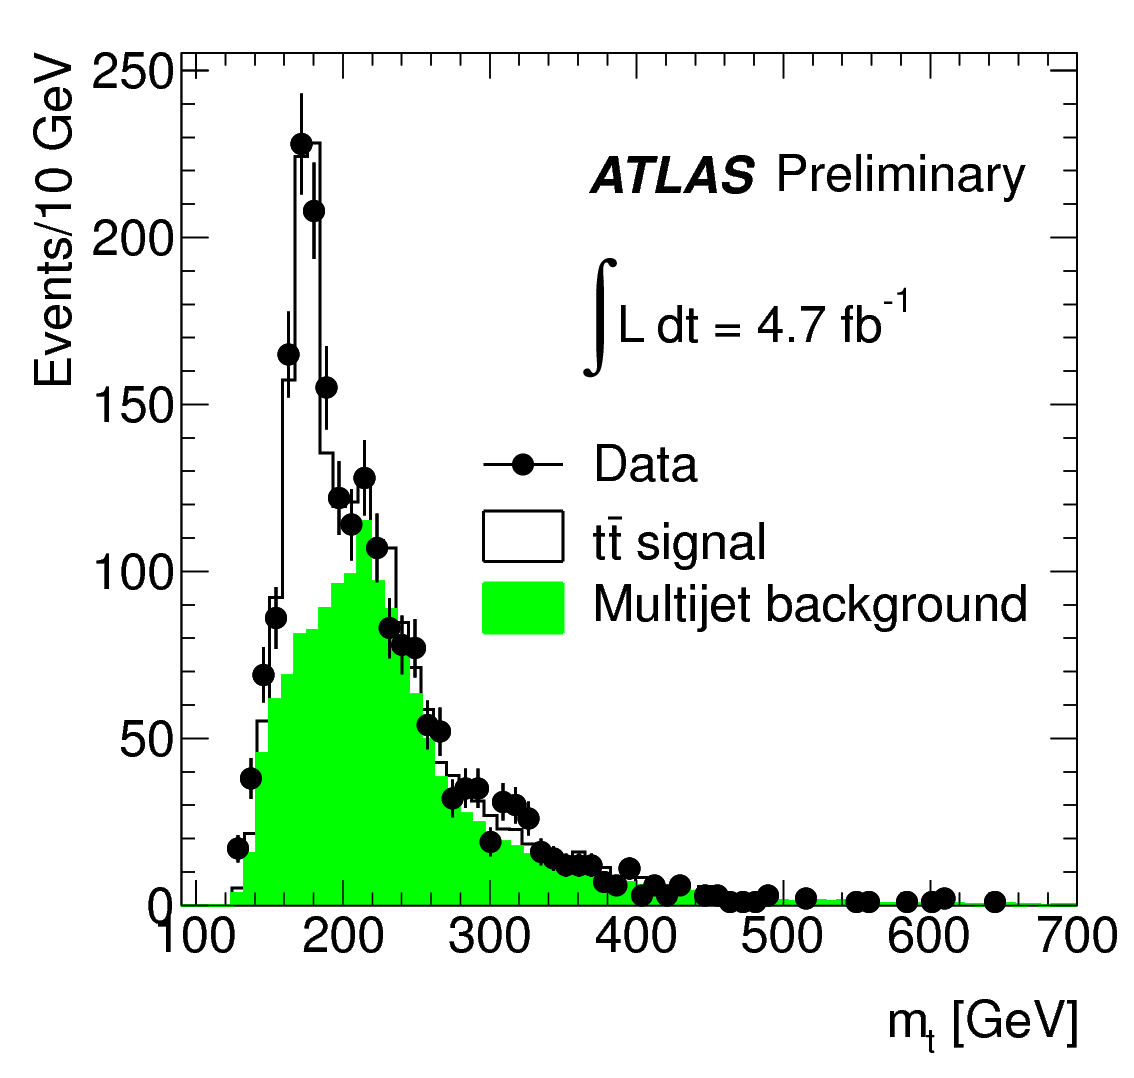 Events/10 GeV
250
200
150
100
50
0
ATLAS Preliminary
∫L dt = 4.7 fb⁻¹
Data
tt̄ signal
Multijet background
100 200 300 400 500 600 700
mₜ [GeV]